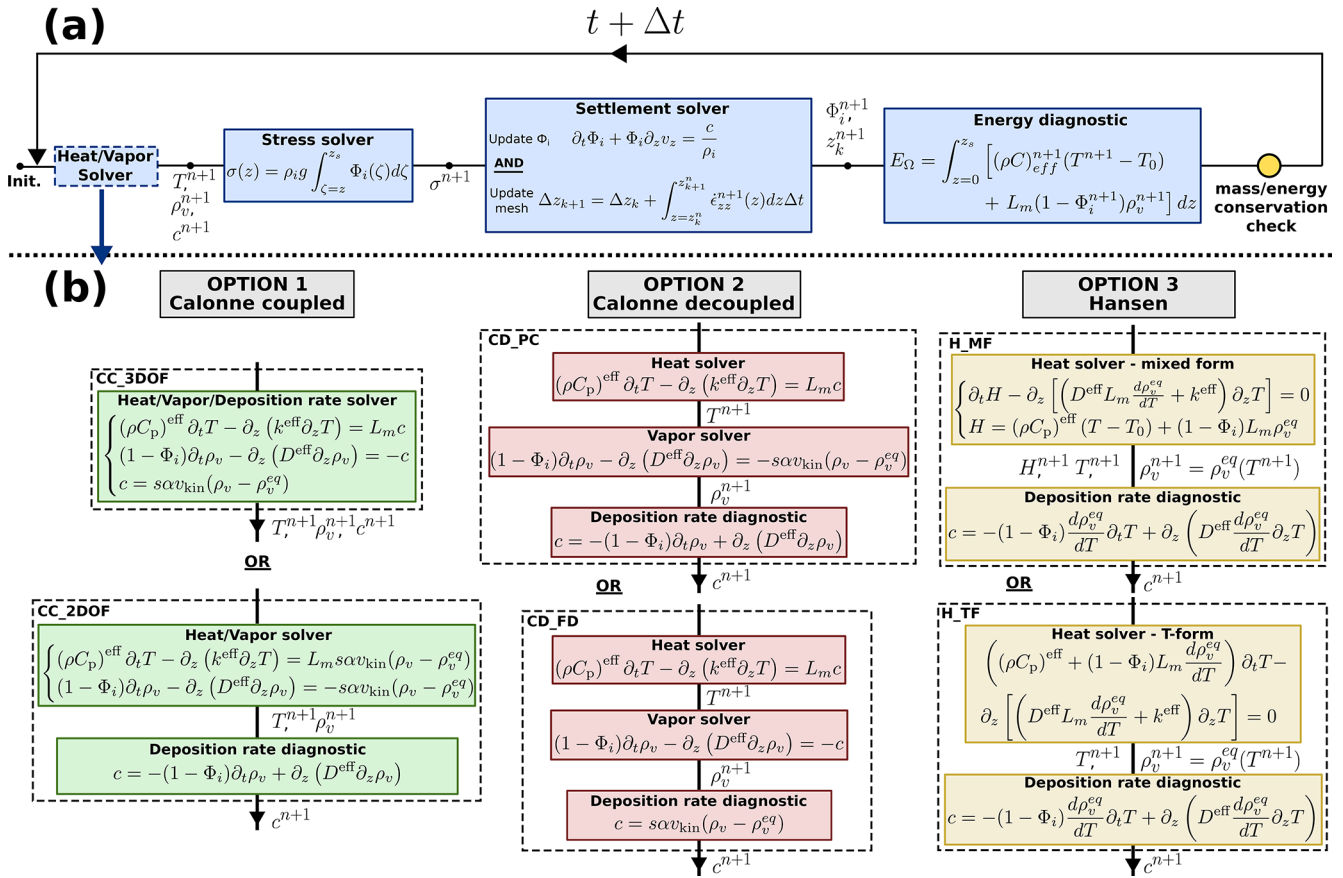 (a)
t + Δt
Init.
Heat/Vapor
Solver
T,^{n+1}
ρ_v^{n+1},
c^{n+1}
Stress solver
σ(z) = ρ_i g ∫_{ζ=z}^{z_s} Φ_i(ζ)dζ
σ^{n+1}
Settlement solver
Update Φ_i ∂_tΦ_i + Φ_i∂_z v_z = c/ρ_i
AND
Update
mesh Δz_{k+1} = Δz_k + ∫_{z=z_k^n}^{z_{k+1}^n} ε̇_{zz}^{n+1}(z)dzΔt
Φ_i^{n+1},
z_k^{n+1}
Energy diagnostic
E_Ω = ∫_{z=0}^{z_s} [(ρC)_{eff}^{n+1}(T^{n+1} − T_0)
+ L_m(1 − Φ_i^{n+1})ρ_v^{n+1}] dz
mass/energy
conservation
check
(b)
OPTION 1
Calonne coupled
CC_3DOF
Heat/Vapor/Deposition rate solver
(ρC_p)^{eff} ∂_tT − ∂_z (k^{eff}∂_zT) = L_m c
(1 − Φ_i)∂_tρ_v − ∂_z (D^{eff}∂_zρ_v) = −c
c = sαv_{kin}(ρ_v − ρ_v^{eq})
T,^{n+1} ρ_v,^{n+1} c^{n+1}
OR
CC_2DOF
Heat/Vapor solver
(ρC_p)^{eff} ∂_tT − ∂_z (k^{eff}∂_zT) = L_m sαv_{kin}(ρ_v − ρ_v^{eq})
(1 − Φ_i)∂_tρ_v − ∂_z (D^{eff}∂_zρ_v) = −sαv_{kin}(ρ_v − ρ_v^{eq})
T,^{n+1} ρ_v^{n+1}
Deposition rate diagnostic
c = −(1 − Φ_i)∂_tρ_v + ∂_z (D^{eff}∂_zρ_v)
c^{n+1}
OPTION 2
Calonne decoupled
CD_PC
Heat solver
(ρC_p)^{eff} ∂_tT − ∂_z (k^{eff}∂_zT) = L_m c
T^{n+1}
Vapor solver
(1 − Φ_i)∂_tρ_v − ∂_z (D^{eff}∂_zρ_v) = −sαv_{kin}(ρ_v − ρ_v^{eq})
ρ_v^{n+1}
Deposition rate diagnostic
c = −(1 − Φ_i)∂_tρ_v + ∂_z (D^{eff}∂_zρ_v)
c^{n+1}
OR
CD_FD
Heat solver
(ρC_p)^{eff} ∂_tT − ∂_z (k^{eff}∂_zT) = L_m c
T^{n+1}
Vapor solver
(1 − Φ_i)∂_tρ_v − ∂_z (D^{eff}∂_zρ_v) = −c
ρ_v^{n+1}
Deposition rate diagnostic
c = sαv_{kin}(ρ_v − ρ_v^{eq})
c^{n+1}
OPTION 3
Hansen
H_MF
Heat solver - mixed form
∂_tH − ∂_z [(D^{eff}L_m dρ_v^{eq}/dT + k^{eff}) ∂_zT] = 0
H = (ρC_p)^{eff} (T − T_0) + (1 − Φ_i)L_mρ_v^{eq}
H,^{n+1} T,^{n+1} ρ_v^{n+1} = ρ_v^{eq}(T^{n+1})
Deposition rate diagnostic
c = −(1 − Φ_i) dρ_v^{eq}/dT ∂_tT + ∂_z (D^{eff} dρ_v^{eq}/dT ∂_zT)
c^{n+1}
OR
H_TF
Heat solver - T-form
((ρC_p)^{eff} + (1 − Φ_i)L_m dρ_v^{eq}/dT) ∂_tT−
∂_z [(D^{eff}L_m dρ_v^{eq}/dT + k^{eff}) ∂_zT] = 0
T,^{n+1} ρ_v^{n+1} = ρ_v^{eq}(T^{n+1})
Deposition rate diagnostic
c = −(1 − Φ_i) dρ_v^{eq}/dT ∂_tT + ∂_z (D^{eff} dρ_v^{eq}/dT ∂_zT)
c^{n+1}